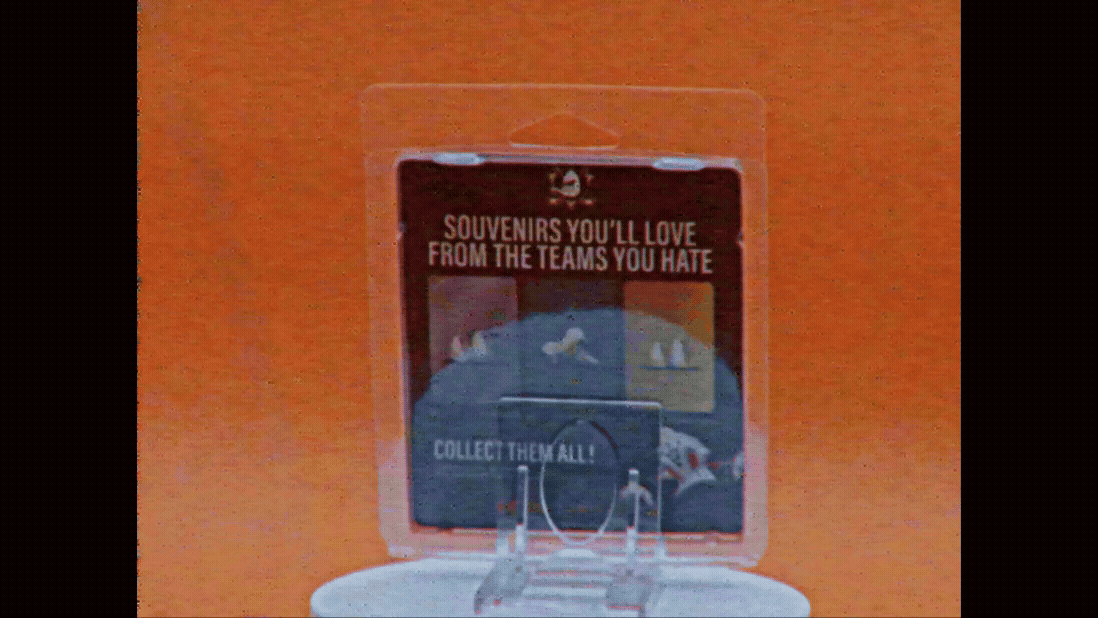 SOUVENIRS YOU'LL LOVE
FROM THE TEAMS YOU HATE
COLLECT THEM ALL!